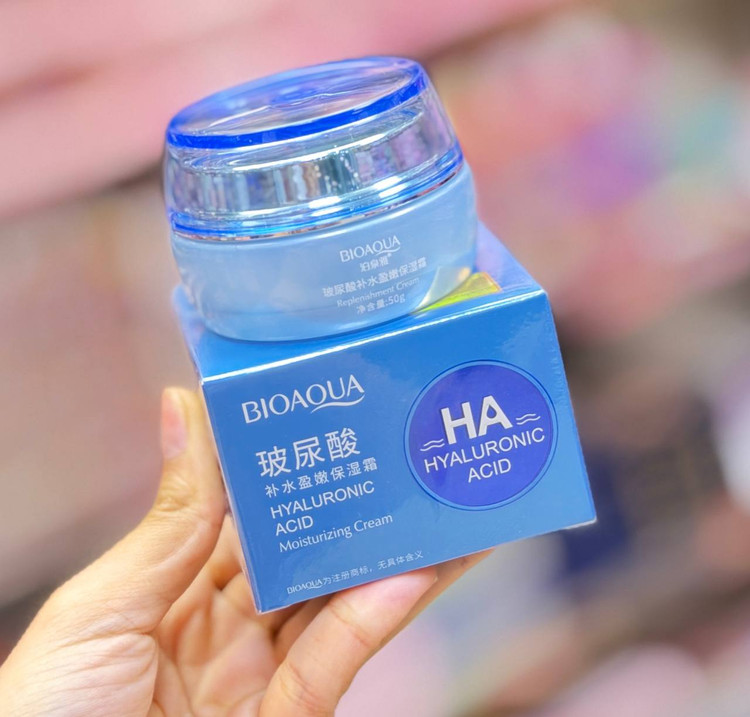 BIOAQUA
泊泉雅®
玻尿酸补水盈嫩保湿霜
Replenishment Cream
净含量:50g
BIOAQUA
玻尿酸
补水盈嫩保湿霜
HYALURONIC
ACID
Moisturizing Cream
BIOAQUA为注册商标，无具体含义
HA
HYALURONIC
ACID